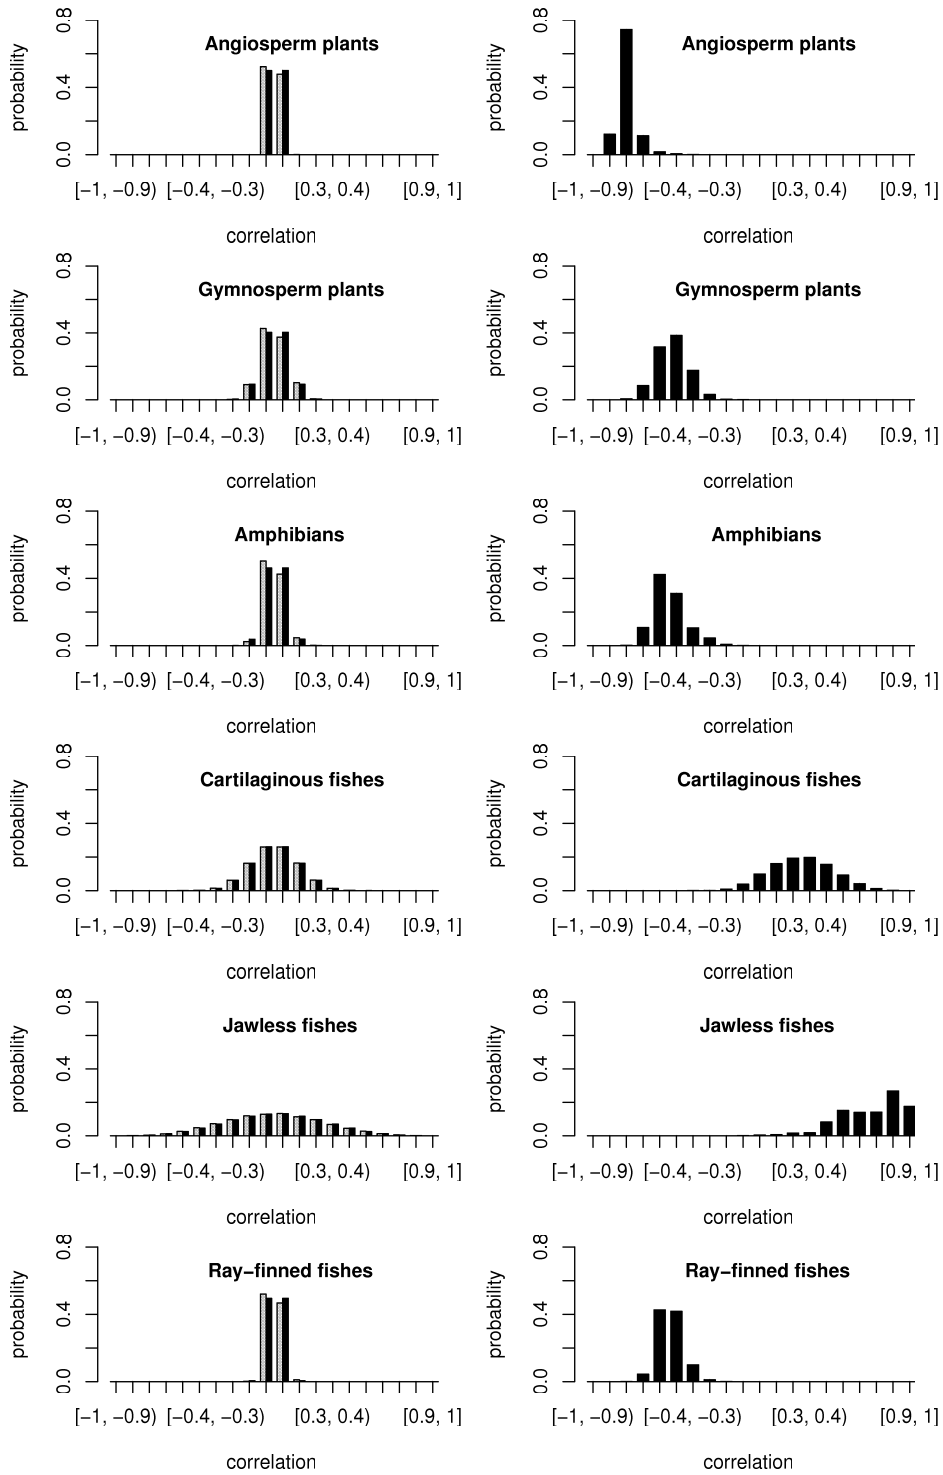 Angiosperm plants
probability
0.0 0.4 0.8
[−1, −0.9) [−0.4, −0.3) [0.3, 0.4) [0.9, 1]
correlation
Angiosperm plants
probability
0.0 0.4 0.8
[−1, −0.9) [−0.4, −0.3) [0.3, 0.4) [0.9, 1]
correlation
Gymnosperm plants
probability
0.0 0.4 0.8
[−1, −0.9) [−0.4, −0.3) [0.3, 0.4) [0.9, 1]
correlation
Gymnosperm plants
probability
0.0 0.4 0.8
[−1, −0.9) [−0.4, −0.3) [0.3, 0.4) [0.9, 1]
correlation
Amphibians
probability
0.0 0.4 0.8
[−1, −0.9) [−0.4, −0.3) [0.3, 0.4) [0.9, 1]
correlation
Amphibians
probability
0.0 0.4 0.8
[−1, −0.9) [−0.4, −0.3) [0.3, 0.4) [0.9, 1]
correlation
Cartilaginous fishes
probability
0.0 0.4 0.8
[−1, −0.9) [−0.4, −0.3) [0.3, 0.4) [0.9, 1]
correlation
Cartilaginous fishes
probability
0.0 0.4 0.8
[−1, −0.9) [−0.4, −0.3) [0.3, 0.4) [0.9, 1]
correlation
Jawless fishes
probability
0.0 0.4 0.8
[−1, −0.9) [−0.4, −0.3) [0.3, 0.4) [0.9, 1]
correlation
Jawless fishes
probability
0.0 0.4 0.8
[−1, −0.9) [−0.4, −0.3) [0.3, 0.4) [0.9, 1]
correlation
Ray−finned fishes
probability
0.0 0.4 0.8
[−1, −0.9) [−0.4, −0.3) [0.3, 0.4) [0.9, 1]
correlation
Ray−finned fishes
probability
0.0 0.4 0.8
[−1, −0.9) [−0.4, −0.3) [0.3, 0.4) [0.9, 1]
correlation